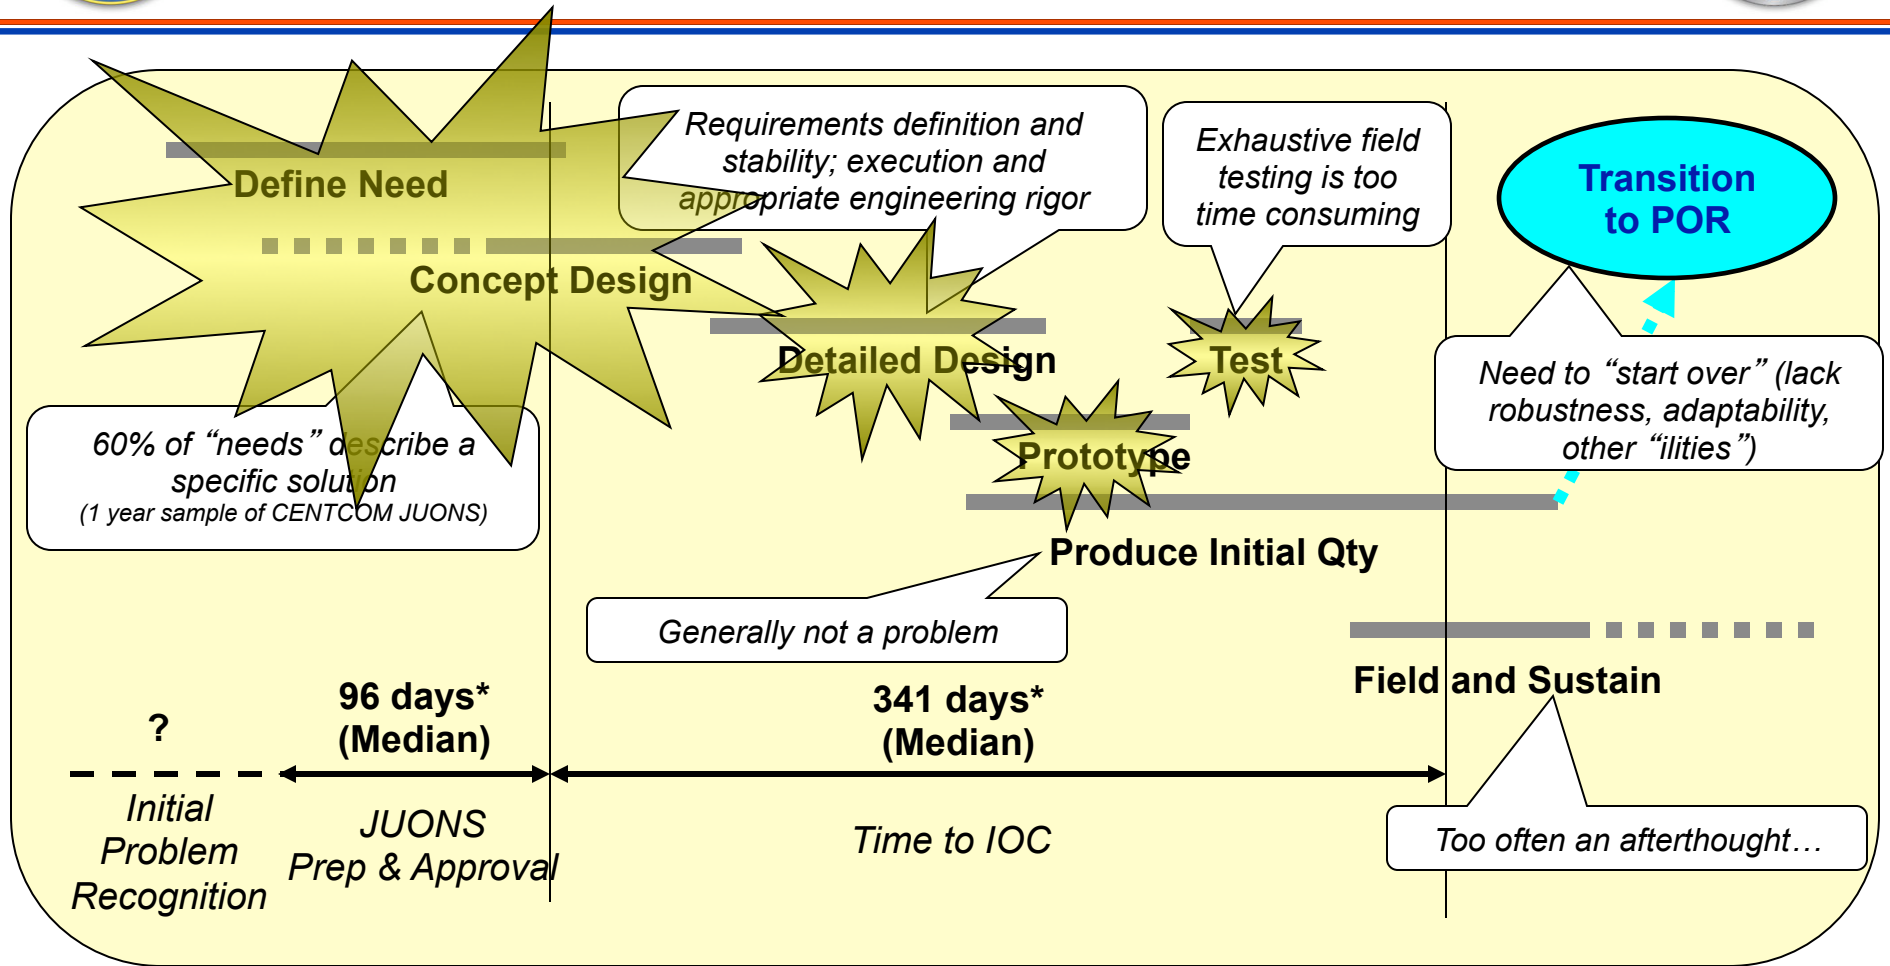 Requirements definition and
stability; execution and
appropriate engineering rigor
Exhaustive field
testing is too
time consuming
Define Need
Transition
to POR
Concept Design
Detailed Design
Test
Need to “start over” (lack
robustness, adaptability,
other “ilities”)
60% of “needs” describe a
specific solution
(1 year sample of CENTCOM JUONS)
Prototype
Produce Initial Qty
Generally not a problem
Field and Sustain
?
96 days*
(Median)
341 days*
(Median)
Initial
Problem
Recognition
JUONS
Prep & Approval
Time to IOC
Too often an afterthought…